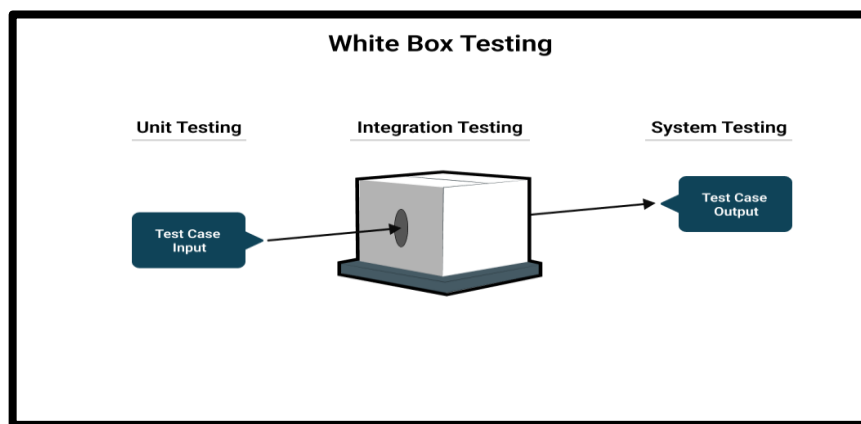 White Box Testing
Unit Testing
Integration Testing
System Testing
Test Case
Input
Test Case
Output